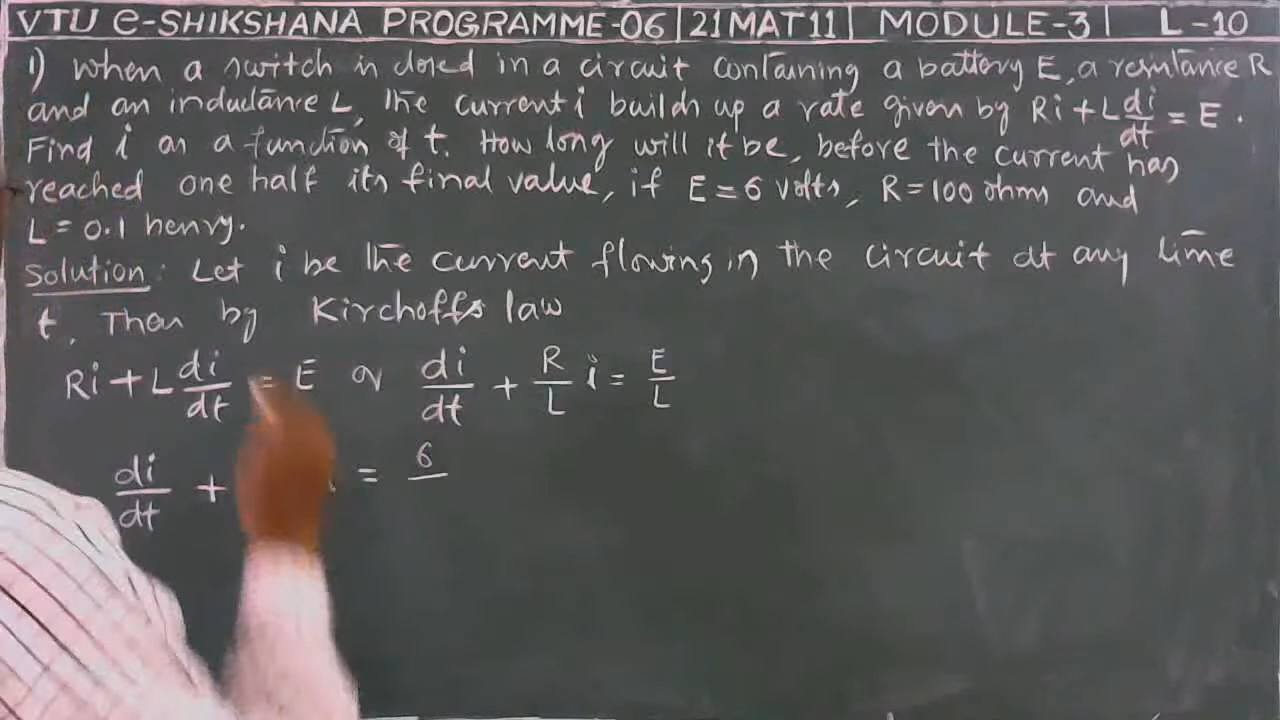 VTU e-SHIKSHANA PROGRAMME-06 | 21MAT11 | MODULE-3 | L-10
1) When a switch is closed in a circuit containing a battery E, a resistance R
and an inductance L, the current i builds up a rate given by Ri + L di/dt = E.
Find i as a function of t. How long will it be, before the current has
reached one half its final value, if E = 6 volts, R = 100 ohms and
L = 0.1 henry.
Solution: Let i be the current flowing in the circuit at any time
t. Then by Kirchoffs law
Ri + L di/dt = E or di/dt + R/L i = E/L
di/dt + = 6